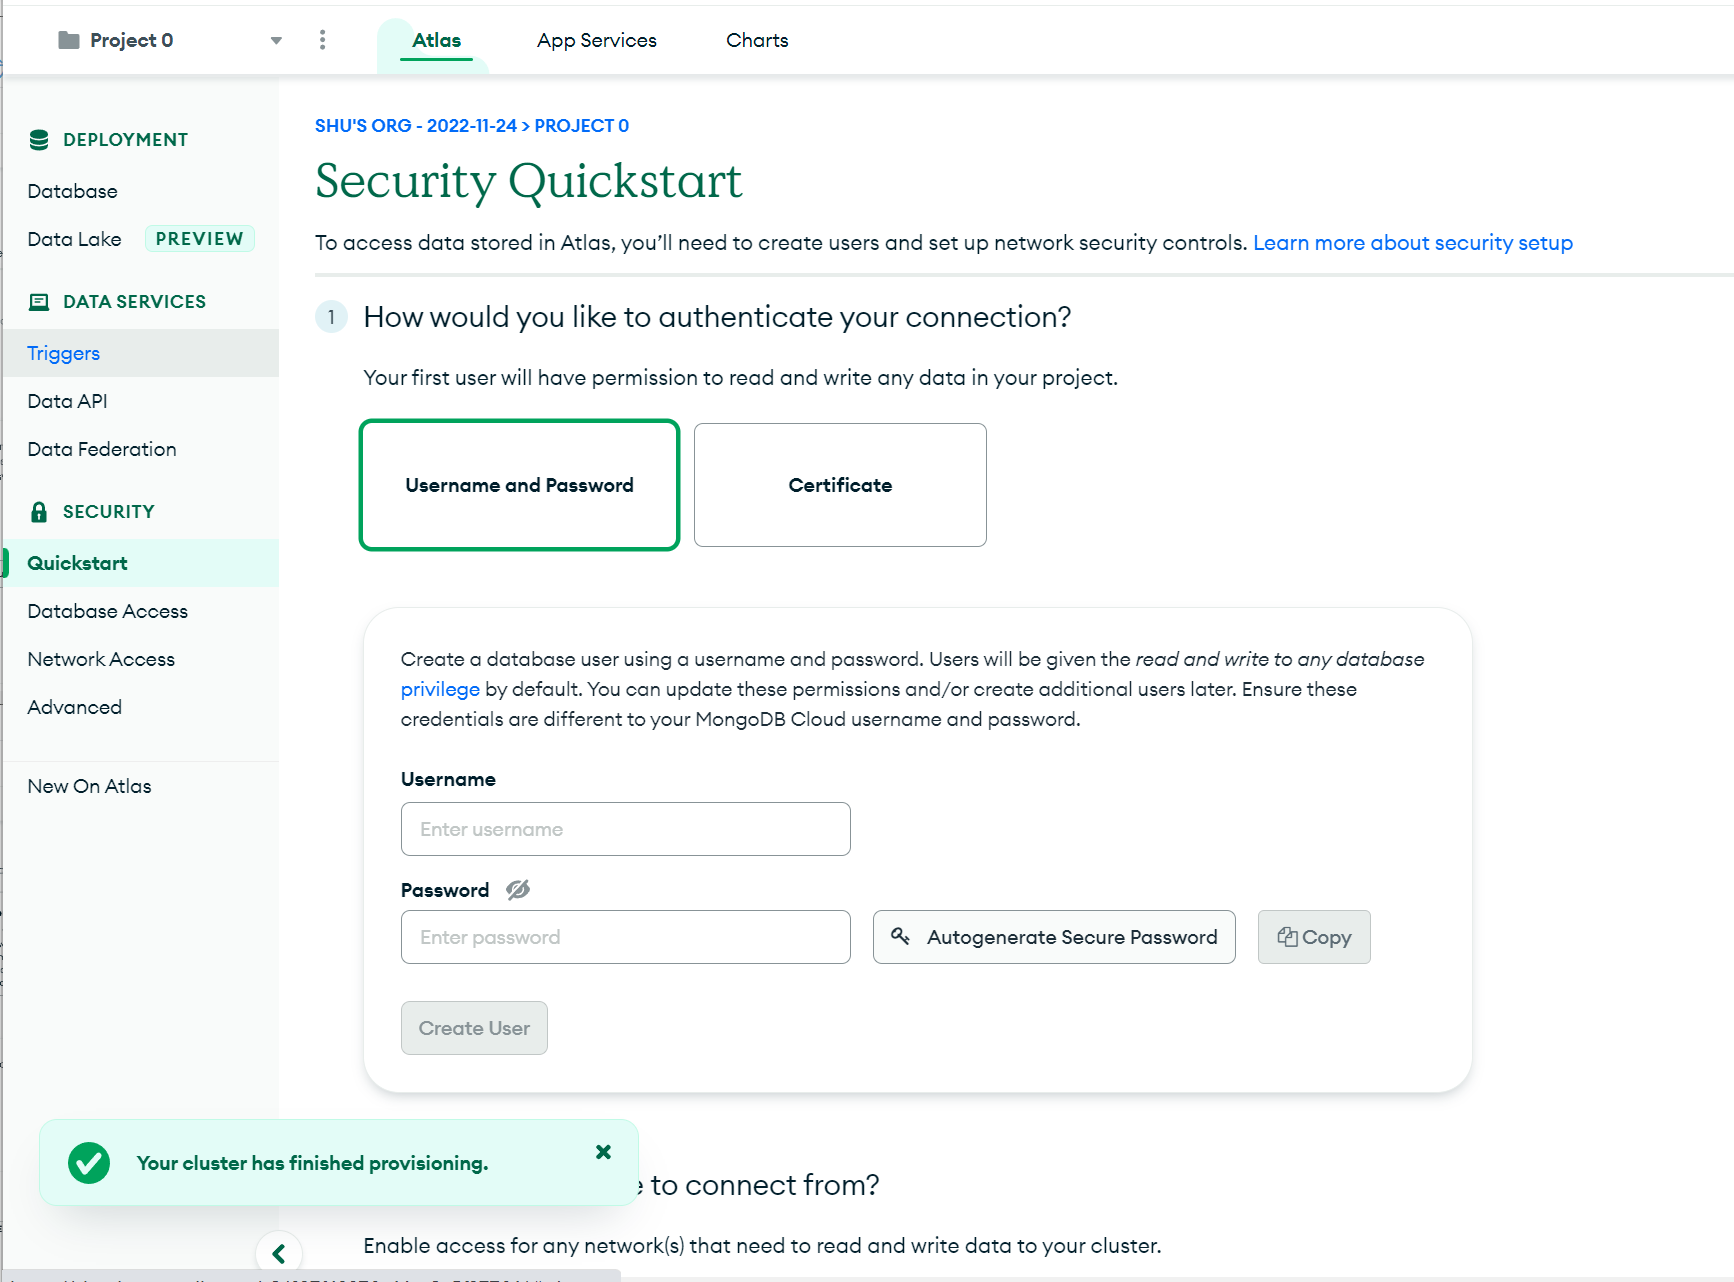 Project 0
Atlas
App Services
Charts
DEPLOYMENT
Database
Data Lake PREVIEW
DATA SERVICES
Triggers
Data API
Data Federation
SECURITY
Quickstart
Database Access
Network Access
Advanced
New On Atlas
SHU'S ORG - 2022-11-24 > PROJECT 0
Security Quickstart
To access data stored in Atlas, you’ll need to create users and set up network security controls. Learn more about security setup
1 How would you like to authenticate your connection?
Your first user will have permission to read and write any data in your project.
Username and Password
Certificate
Create a database user using a username and password. Users will be given the read and write to any database
privilege by default. You can update these permissions and/or create additional users later. Ensure these
credentials are different to your MongoDB Cloud username and password.
Username
Enter username
Password
Enter password
Autogenerate Secure Password
Copy
Create User
Your cluster has finished provisioning.
to connect from?
Enable access for any network(s) that need to read and write data to your cluster.